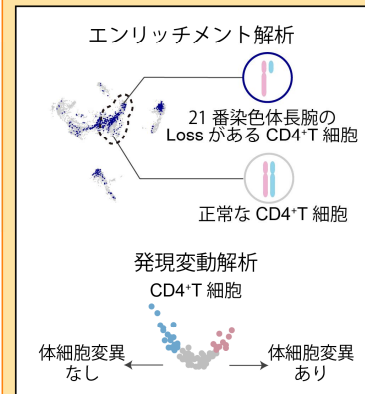 エンリッチメント解析
21 番染色体長腕の
Loss がある CD4⁺T 細胞
正常な CD4⁺T 細胞
発現変動解析
CD4⁺T 細胞
体細胞変異
なし
体細胞変異
あり